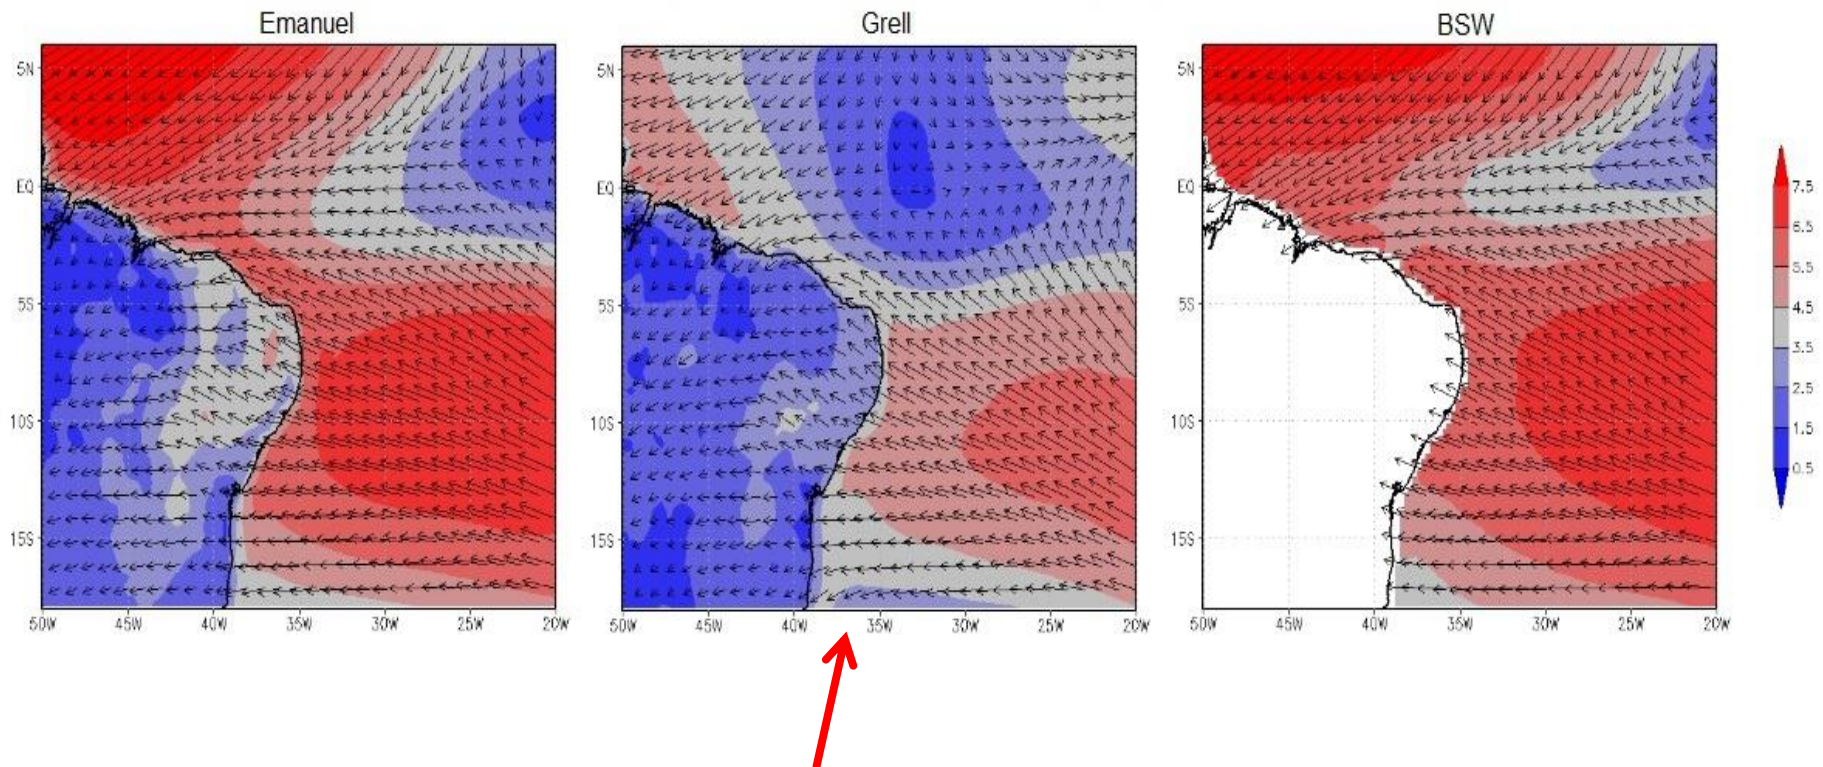 Emanuel Grell BSW
5N 5N 5N
EQ EQ EQ
5S 5S 5S
10S 10S 10S
15S 15S 15S
50W 45W 40W 35W 30W 25W 20W 50W 45W 40W 35W 30W 25W 20W 50W 45W 40W 35W 30W 25W 20W
7.5
6.5
5.5
4.5
3.5
2.5
1.5
0.5